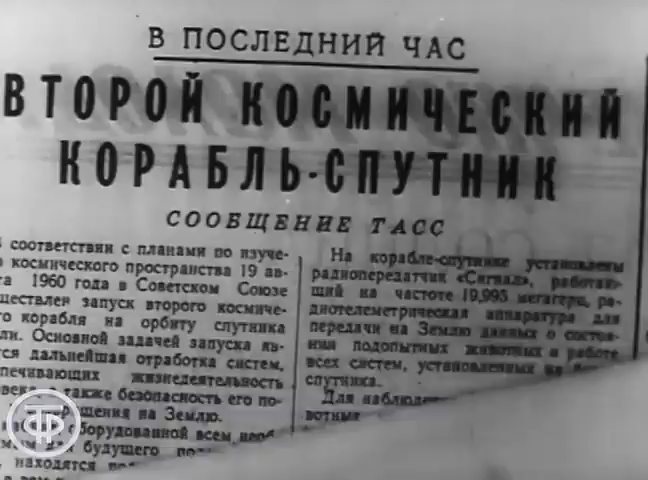 В ПОСЛЕДНИЙ ЧАС
ВТОРОЙ КОСМИЧЕСКИЙ
КОРАБЛЬ-СПУТНИК
СООБЩЕНИЕ ТАСС
соответствии с планами по изуче-
космического пространства 19 ав-
1960 года в Советском Союзе
запуск второго космиче-
корабля на орбиту спутника
Основной задачей запуска яв-
дальнейшая отработка систем,
жизнедеятельность
также безопасность его по-
на Землю.
оборудованной всем
для будущего
находятся
На корабле-спутнике установлены
радиопередатчик «Сигнал», работаю-
щий на частоте 19,995 мегагерц, ра-
диотелеметрическая аппаратура для
передачи на Землю данных о состоя-
нии подопытных животных и работе
всех систем, установленных на
спутника.
Для